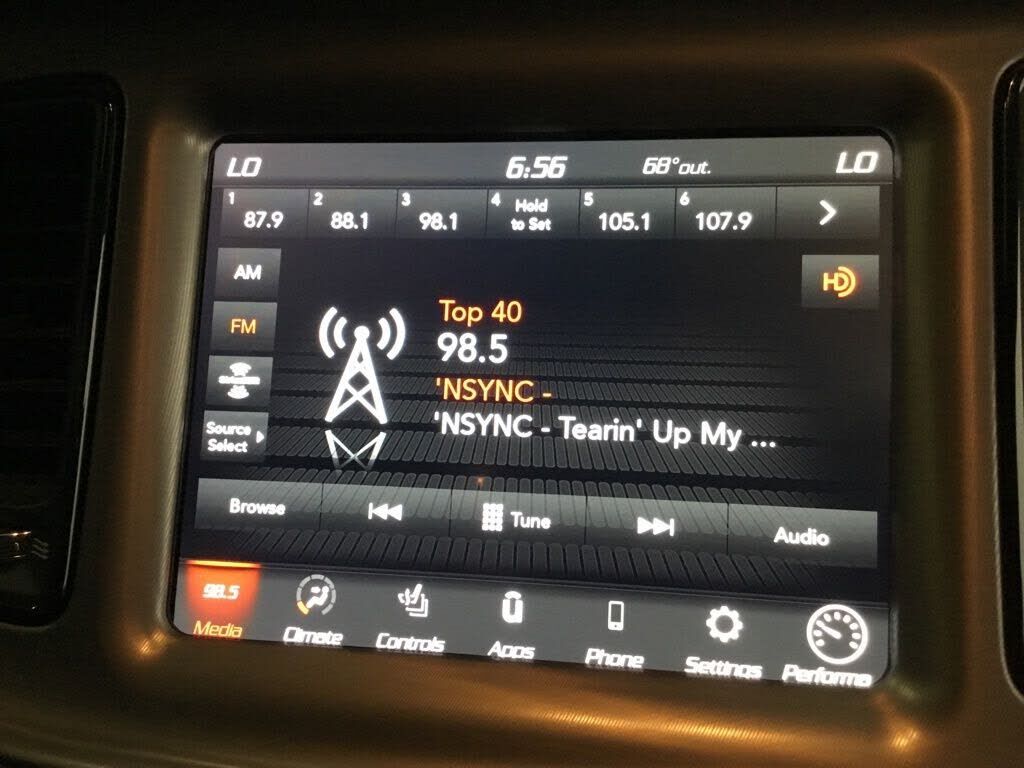 LO 6:56 68° out. LO
1 87.9 2 88.1 3 98.1 4 Hold to Set 5 105.1 6 107.9
AM
HD
FM
Top 40
98.5
'NSYNC -
'NSYNC - Tearin' Up My ...
Source
Select
Browse Tune Audio
98.5
Media Climate Controls Apps Phone Settings Performa